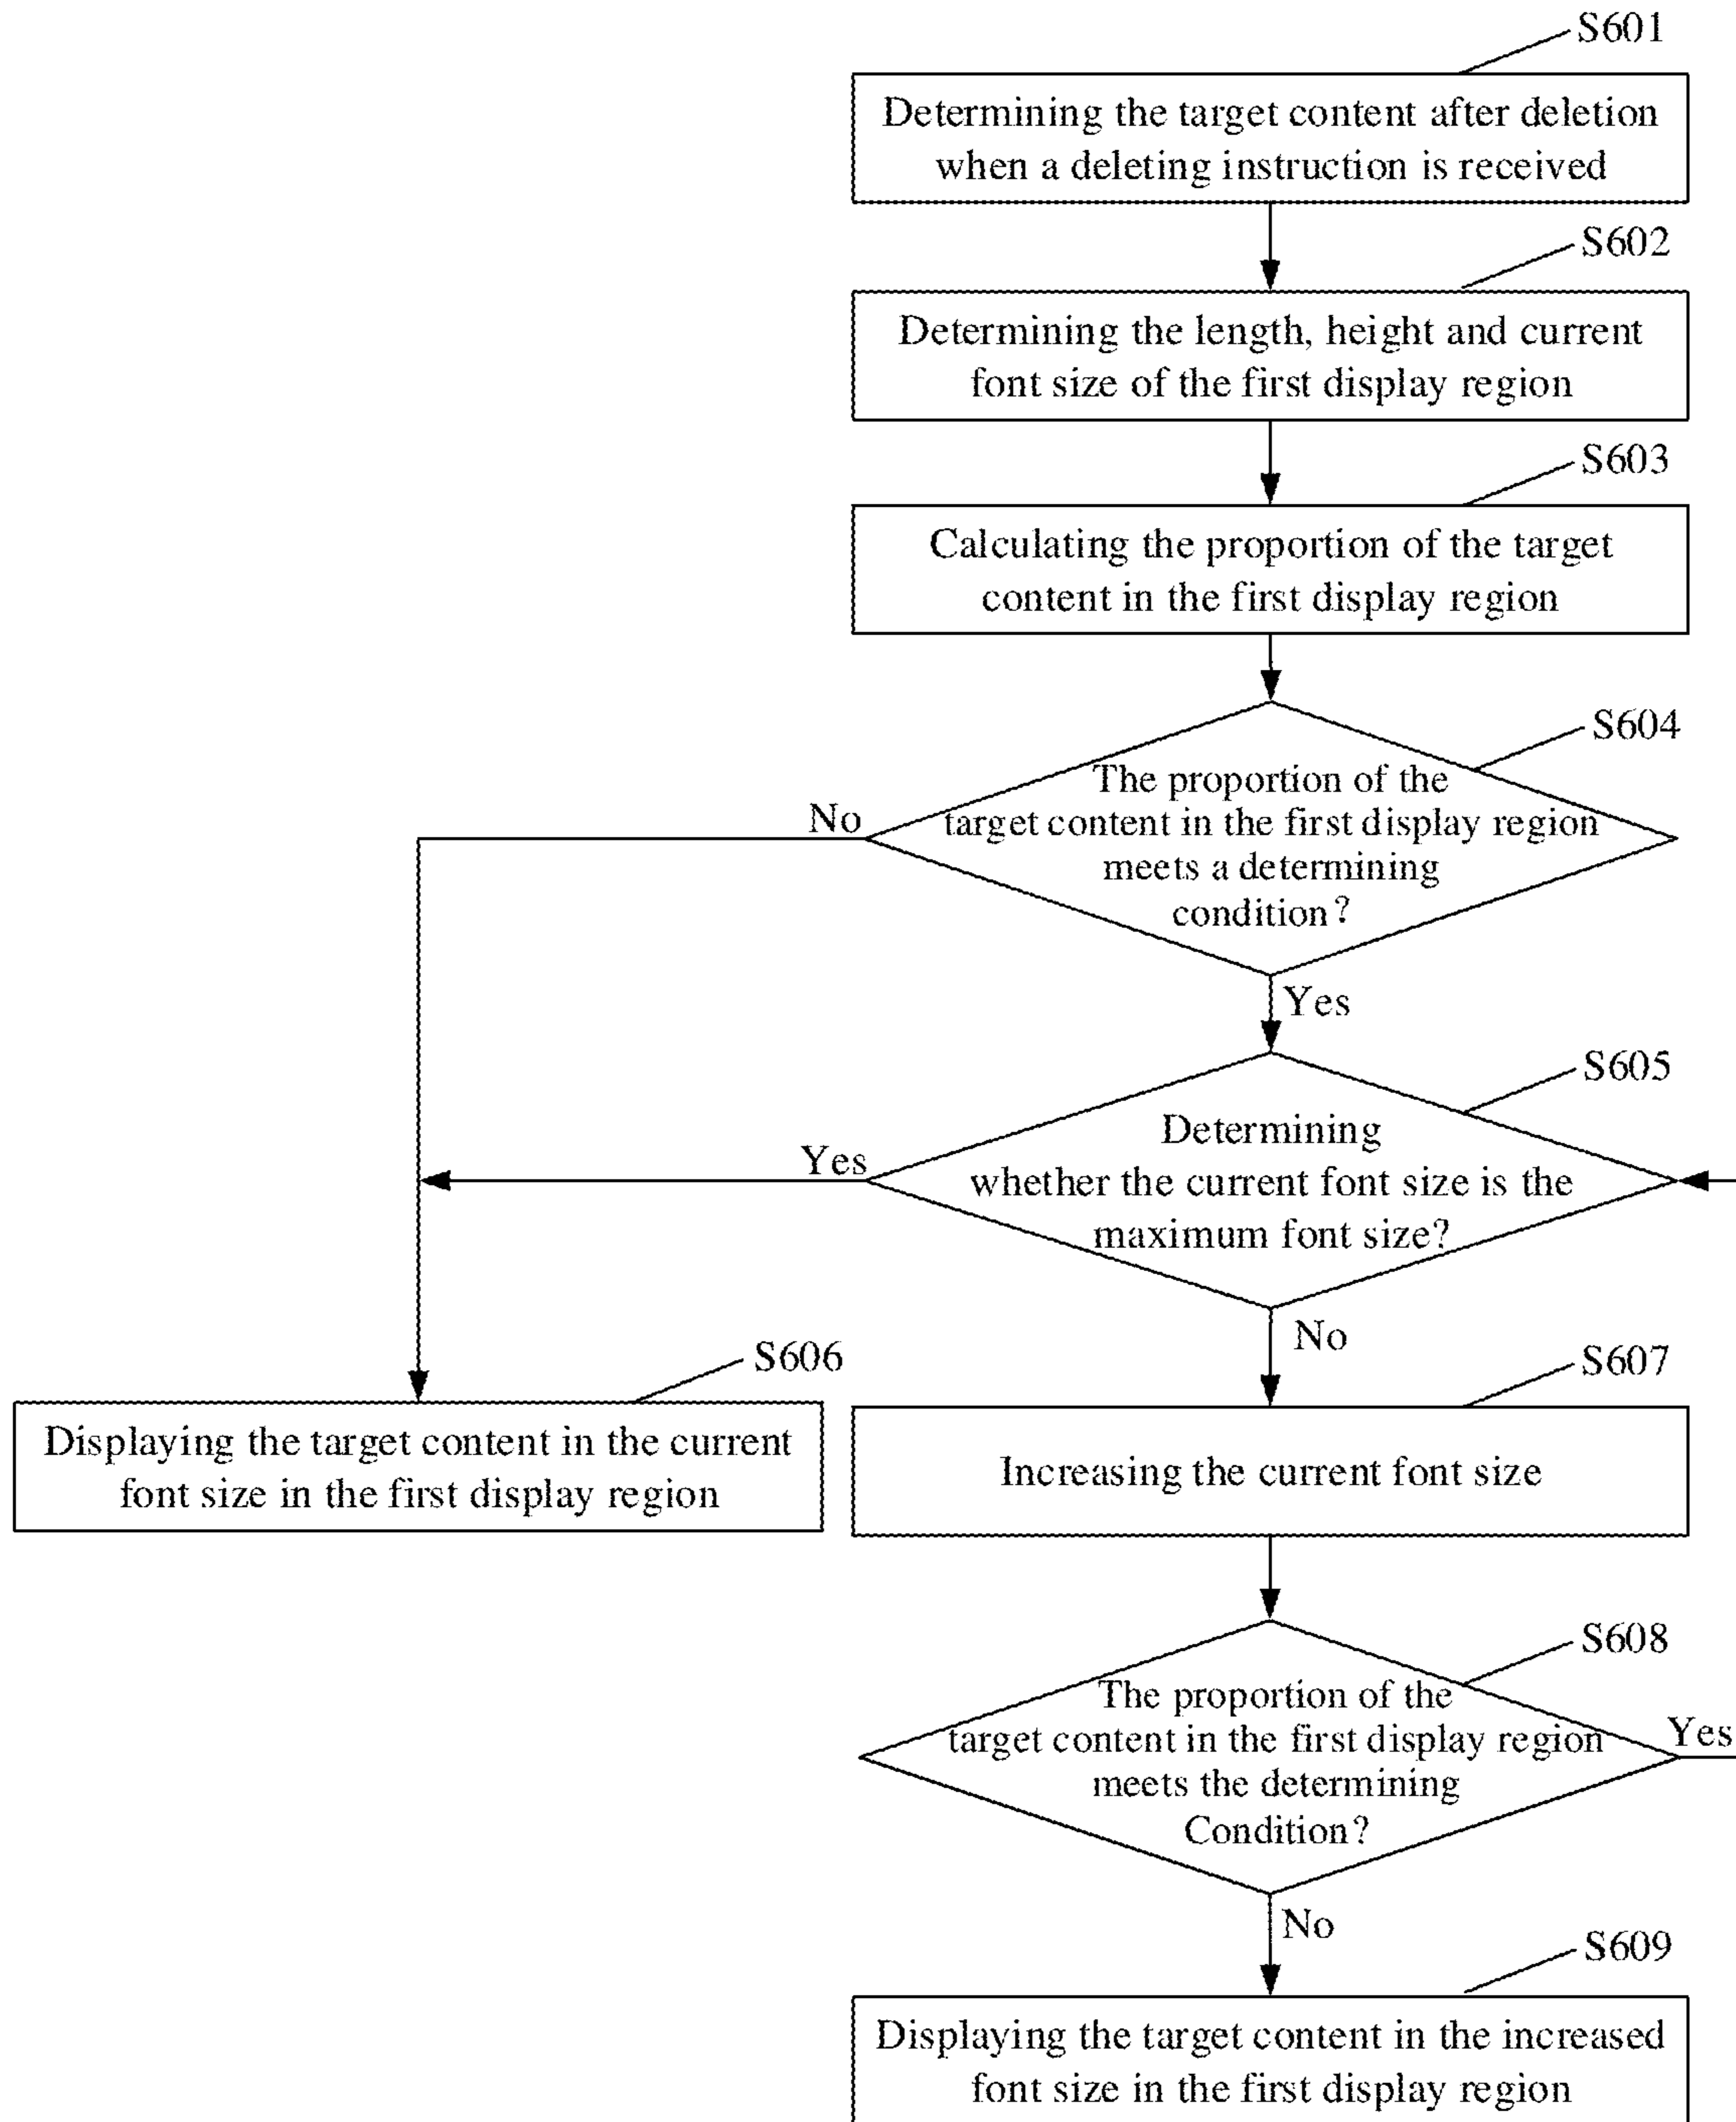 S601
Determining the target content after deletion
when a deleting instruction is received
S602
Determining the length, height and current
font size of the first display region
S603
Calculating the proportion of the target
content in the first display region
S604
The proportion of the
target content in the first display region
meets a determining
condition?
No
Yes
S605
Determining
whether the current font size is the
maximum font size?
Yes
No
S606
Displaying the target content in the current
font size in the first display region
S607
Increasing the current font size
S608
The proportion of the
target content in the first display region
meets the determining
Condition?
Yes
No
S609
Displaying the target content in the increased
font size in the first display region